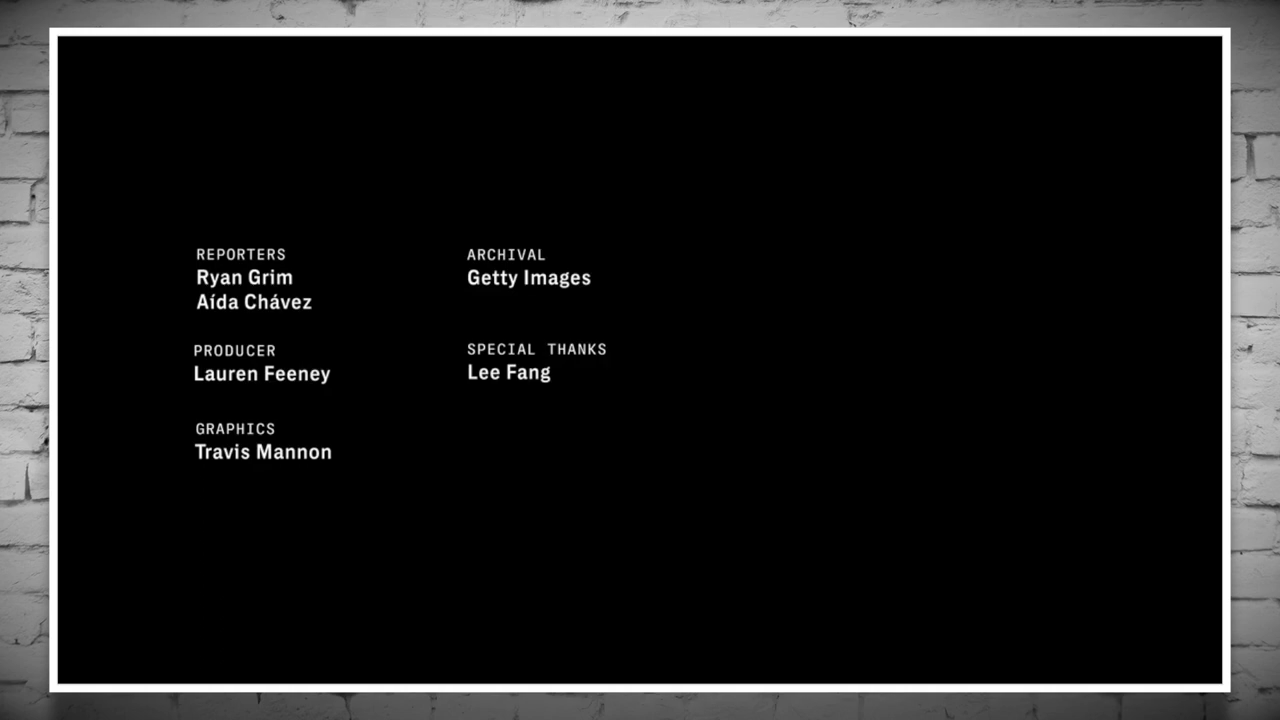 REPORTERS
Ryan Grim
Aída Chávez
PRODUCER
Lauren Feeney
GRAPHICS
Travis Mannon
ARCHIVAL
Getty Images
SPECIAL THANKS
Lee Fang